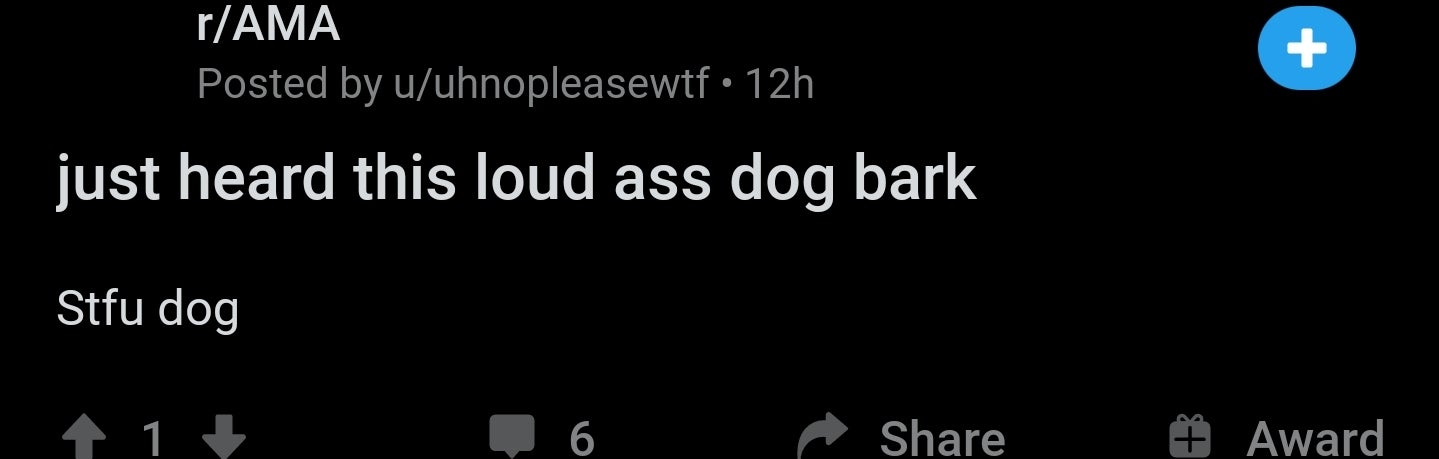 r/AMA
Posted by u/uhnopleasewtf • 12h
just heard this loud ass dog bark
Stfu dog
1
6
Share
Award